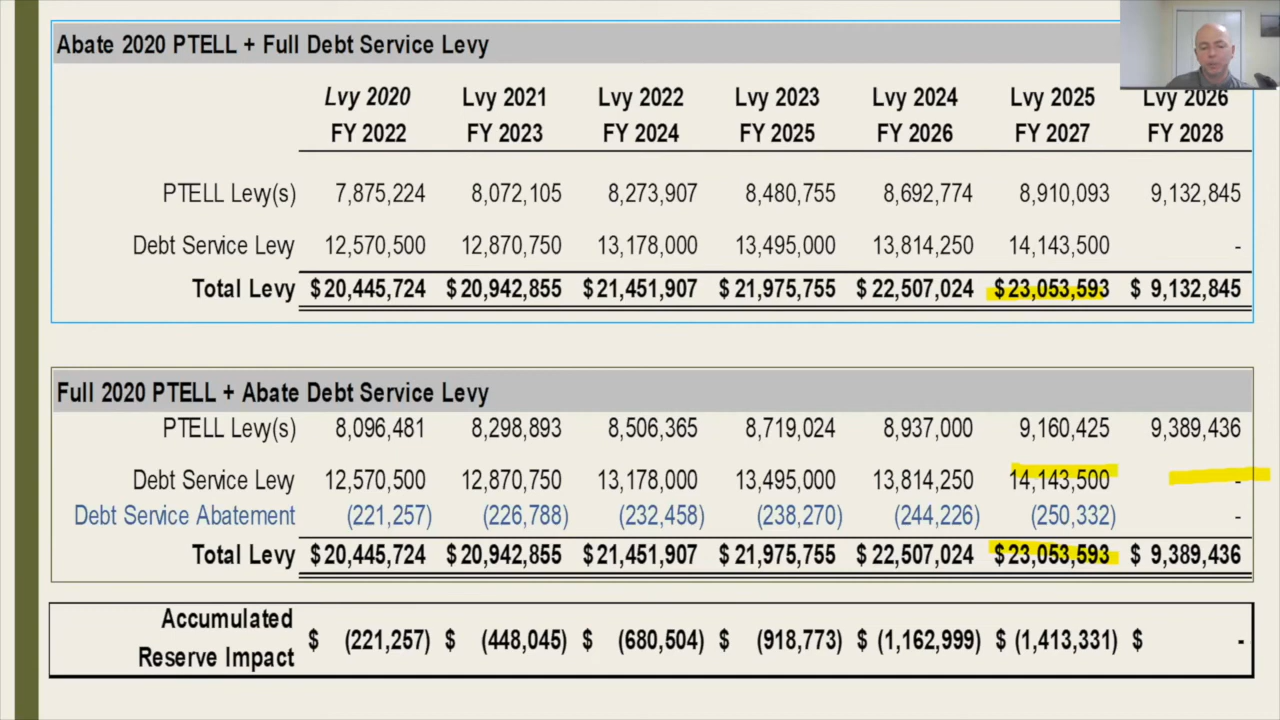 Abate 2020 PTELL + Full Debt Service Levy
Lvy 2020 Lvy 2021 Lvy 2022 Lvy 2023 Lvy 2024 Lvy 2025 Lvy 2026
FY 2022 FY 2023 FY 2024 FY 2025 FY 2026 FY 2027 FY 2028
PTELL Levy(s) 7,875,224 8,072,105 8,273,907 8,480,755 8,692,774 8,910,093 9,132,845
Debt Service Levy 12,570,500 12,870,750 13,178,000 13,495,000 13,814,250 14,143,500 -
Total Levy $20,445,724 $20,942,855 $21,451,907 $21,975,755 $22,507,024 $23,053,593 $ 9,132,845
Full 2020 PTELL + Abate Debt Service Levy
PTELL Levy(s) 8,096,481 8,298,893 8,506,365 8,719,024 8,937,000 9,160,425 9,389,436
Debt Service Levy 12,570,500 12,870,750 13,178,000 13,495,000 13,814,250 14,143,500 -
Debt Service Abatement (221,257) (226,788) (232,458) (238,270) (244,226) (250,332) -
Total Levy $20,445,724 $20,942,855 $21,451,907 $21,975,755 $22,507,024 $23,053,593 $ 9,389,436
Accumulated
Reserve Impact $ (221,257) $ (448,045) $ (680,504) $ (918,773) $ (1,162,999) $ (1,413,331) $ -